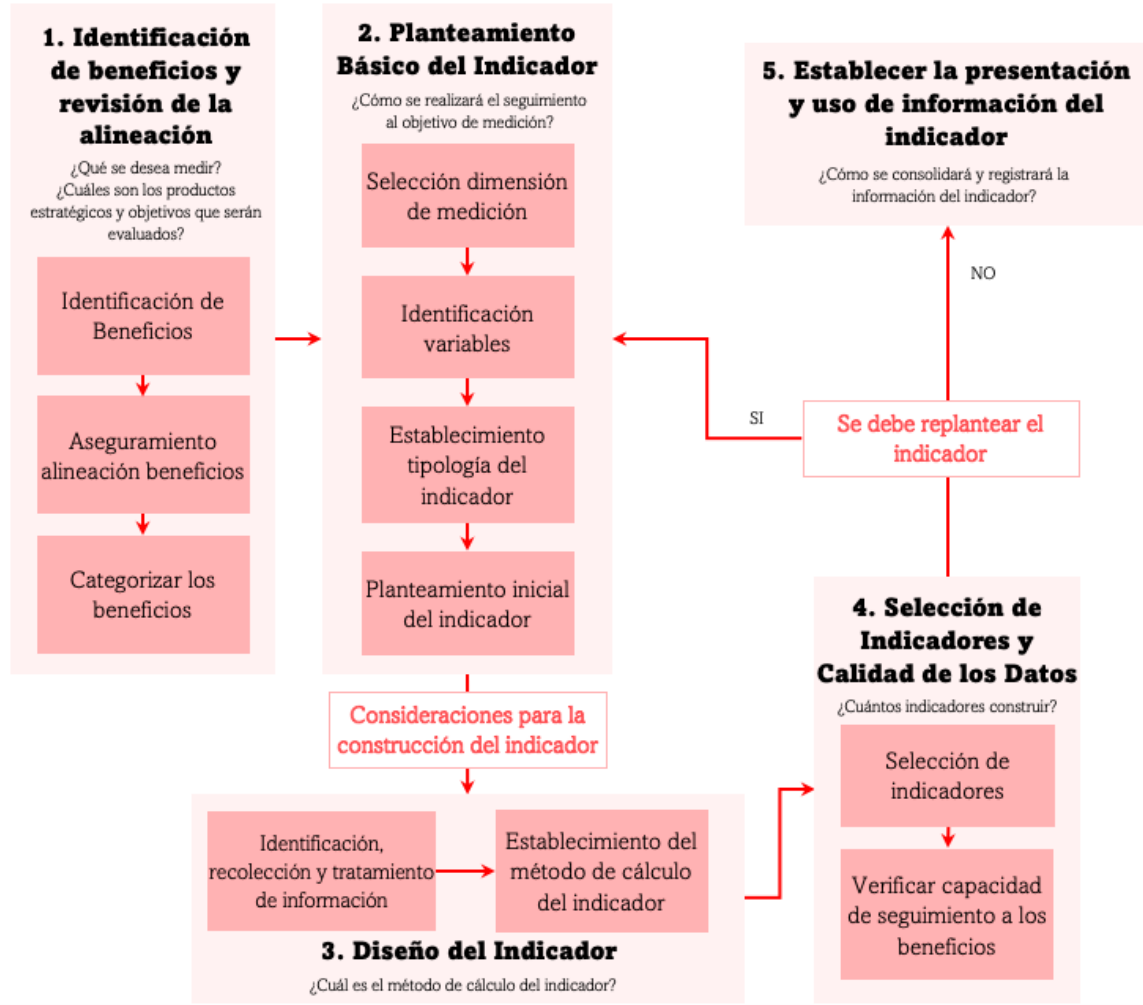 1. Identificación
de beneficios y
revisión de la
alineación
¿Qué se desea medir?
¿Cuáles son los productos
estratégicos y objetivos que serán
evaluados?
Identificación de
Beneficios
Aseguramiento
alineación beneficios
Categorizar los
beneficios
2. Planteamiento
Básico del Indicador
¿Cómo se realizará el seguimiento
al objetivo de medición?
Selección dimensión
de medición
Identificación
variables
Establecimiento
tipología del
indicador
Planteamiento inicial
del indicador
Consideraciones para la
construcción del indicador
Identificación,
recolección y tratamiento
de información
Establecimiento del
método de cálculo
del indicador
3. Diseño del Indicador
¿Cuál es el método de cálculo del indicador?
4. Selección de
Indicadores y
Calidad de los Datos
¿Cuántos indicadores construir?
Selección de
indicadores
Verificar capacidad
de seguimiento a los
beneficios
Se debe replantear el
indicador
SI
NO
5. Establecer la presentación
y uso de información del
indicador
¿Cómo se consolidará y registrará la
información del indicador?